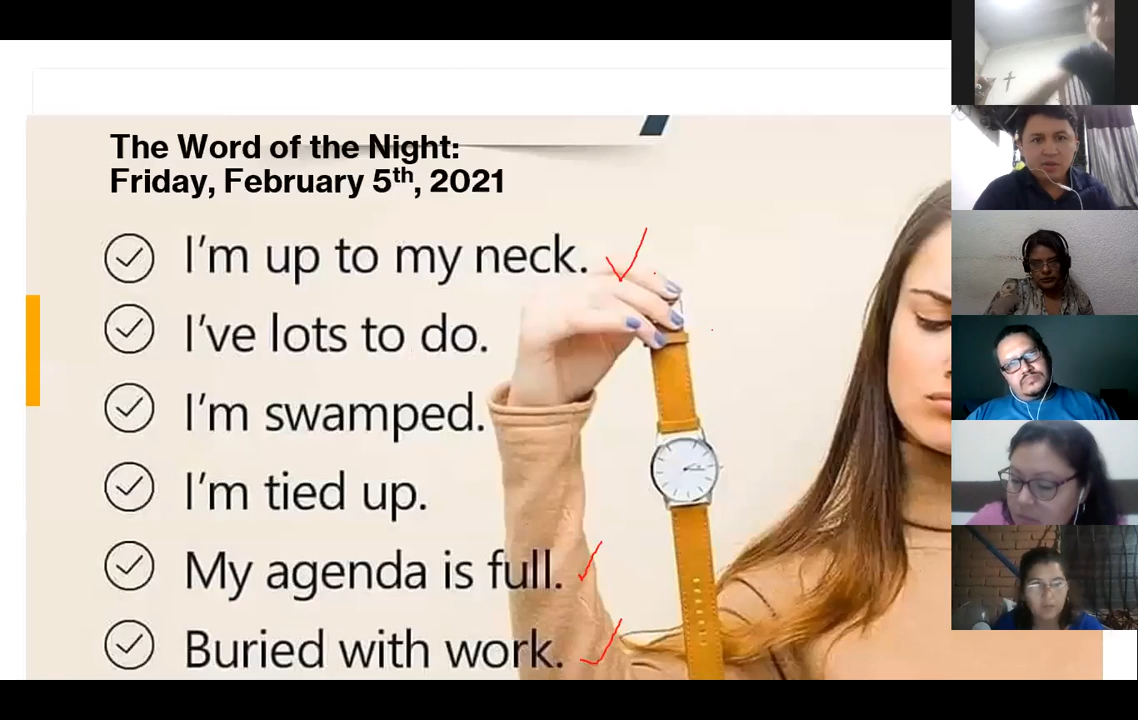 The Word of the Night:
Friday, February 5th, 2021
I'm up to my neck.
I've lots to do.
I'm swamped.
I'm tied up.
My agenda is full.
Buried with work.